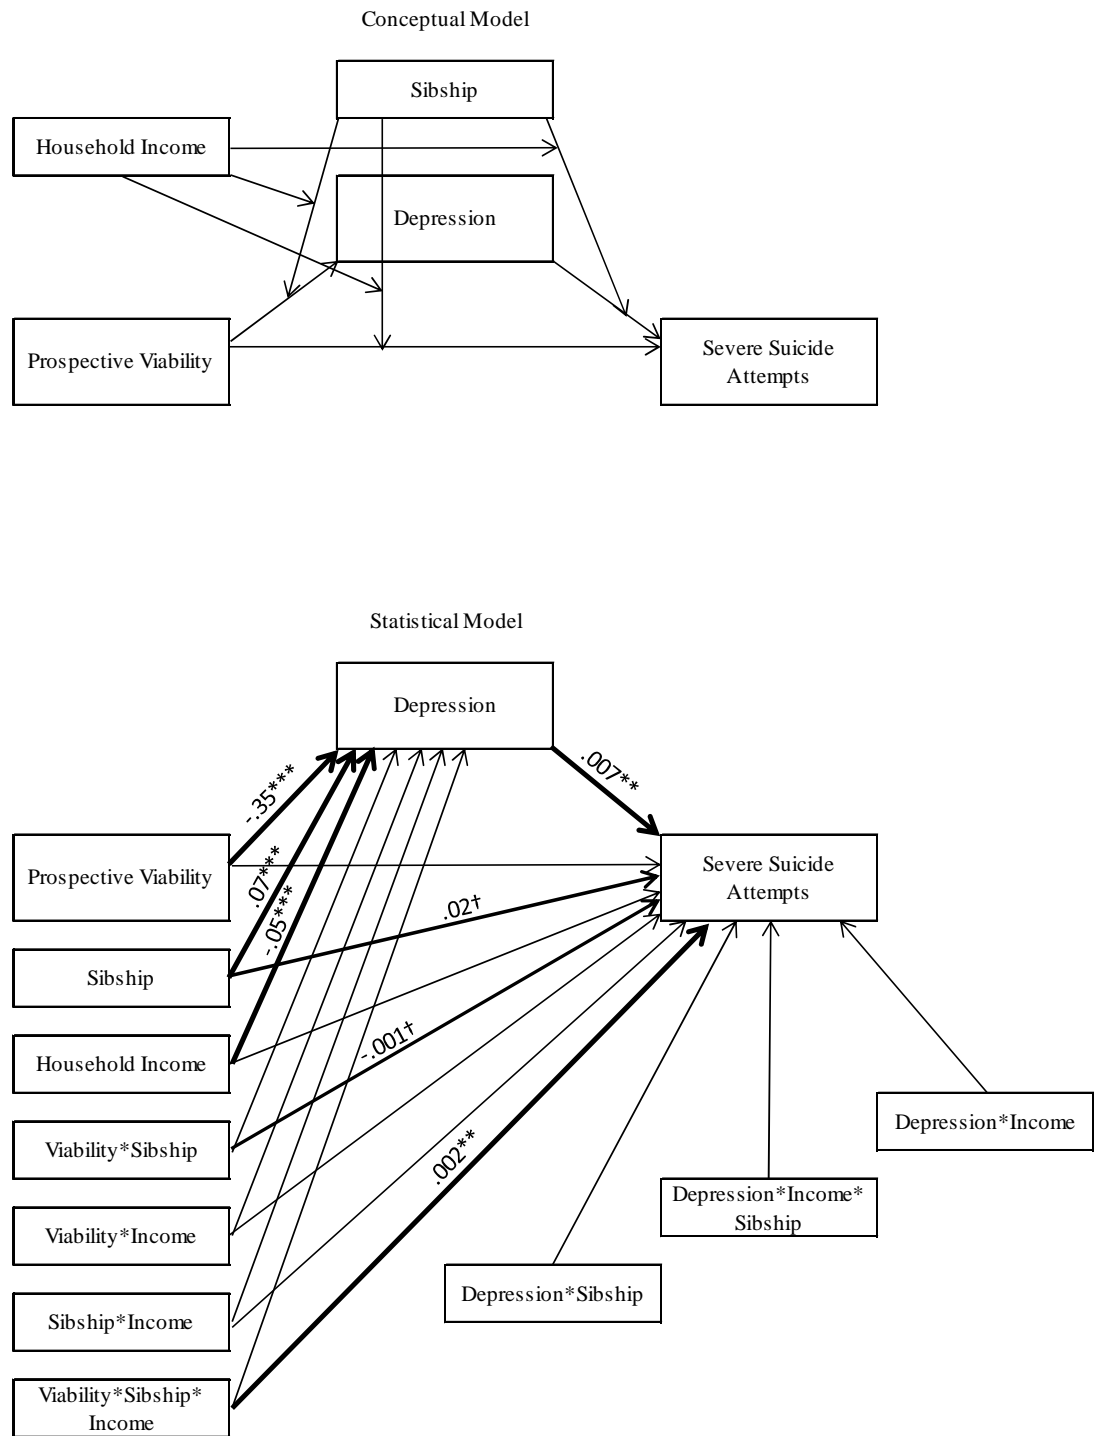 Conceptual Model
Sibship
Household Income
Depression
Prospective Viability
Severe Suicide
Attempts
Statistical Model
Depression
-.35***
.007**
Prospective Viability
.07***
-.05***
Severe Suicide
Attempts
.02†
Sibship
Household Income
-.001†
Viability*Sibship
Depression*Income
.002**
Viability*Income
Depression*Income*
Sibship
Depression*Sibship
Sibship*Income
Viability*Sibship*
Income